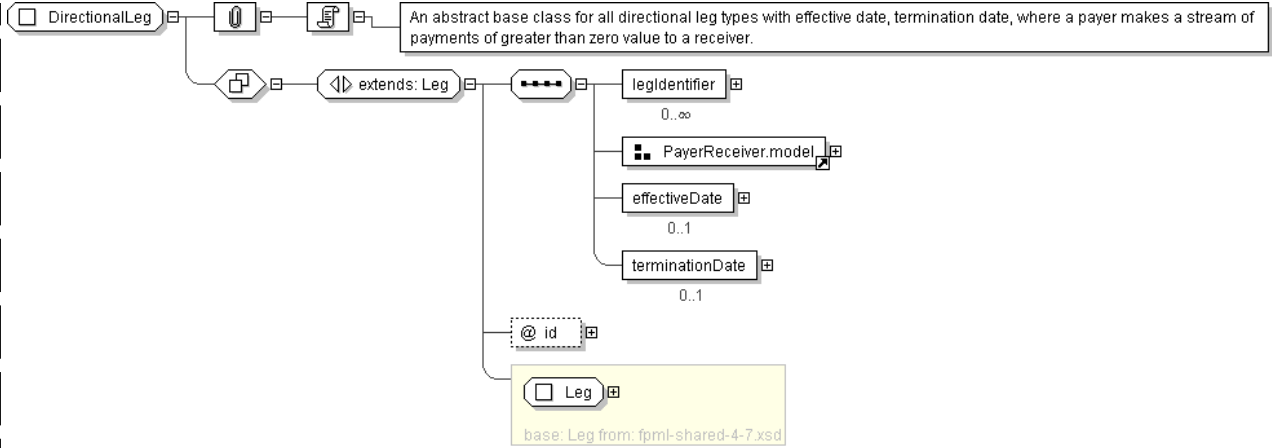 DirectionalLeg
An abstract base class for all directional leg types with effective date, termination date, where a payer makes a stream of
payments of greater than zero value to a receiver.
extends: Leg
legIdentifier
0..∞
PayerReceiver.model
effectiveDate
0..1
terminationDate
0..1
@ id
Leg
base: Leg from: fpml-shared-4-7.xsd